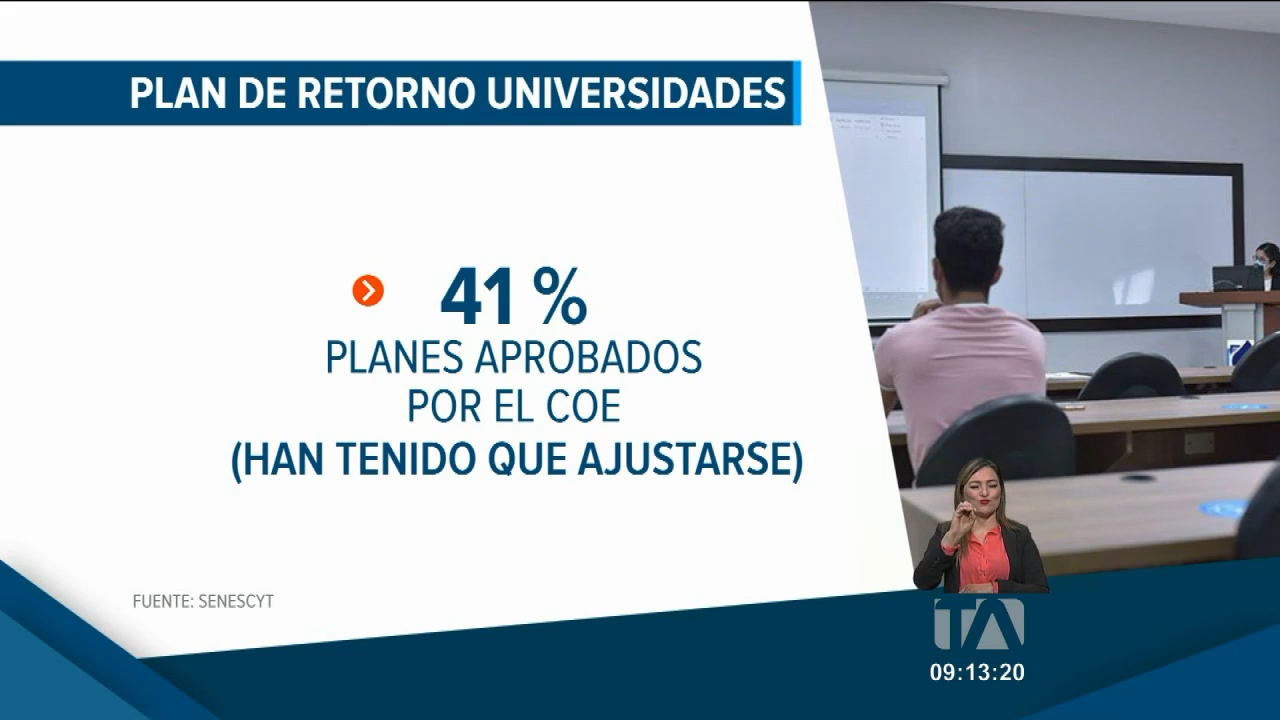 PLAN DE RETORNO UNIVERSIDADES
41 %
PLANES APROBADOS
POR EL COE
(HAN TENIDO QUE AJUSTARSE)
FUENTE: SENESCYT
TA
09:13:20